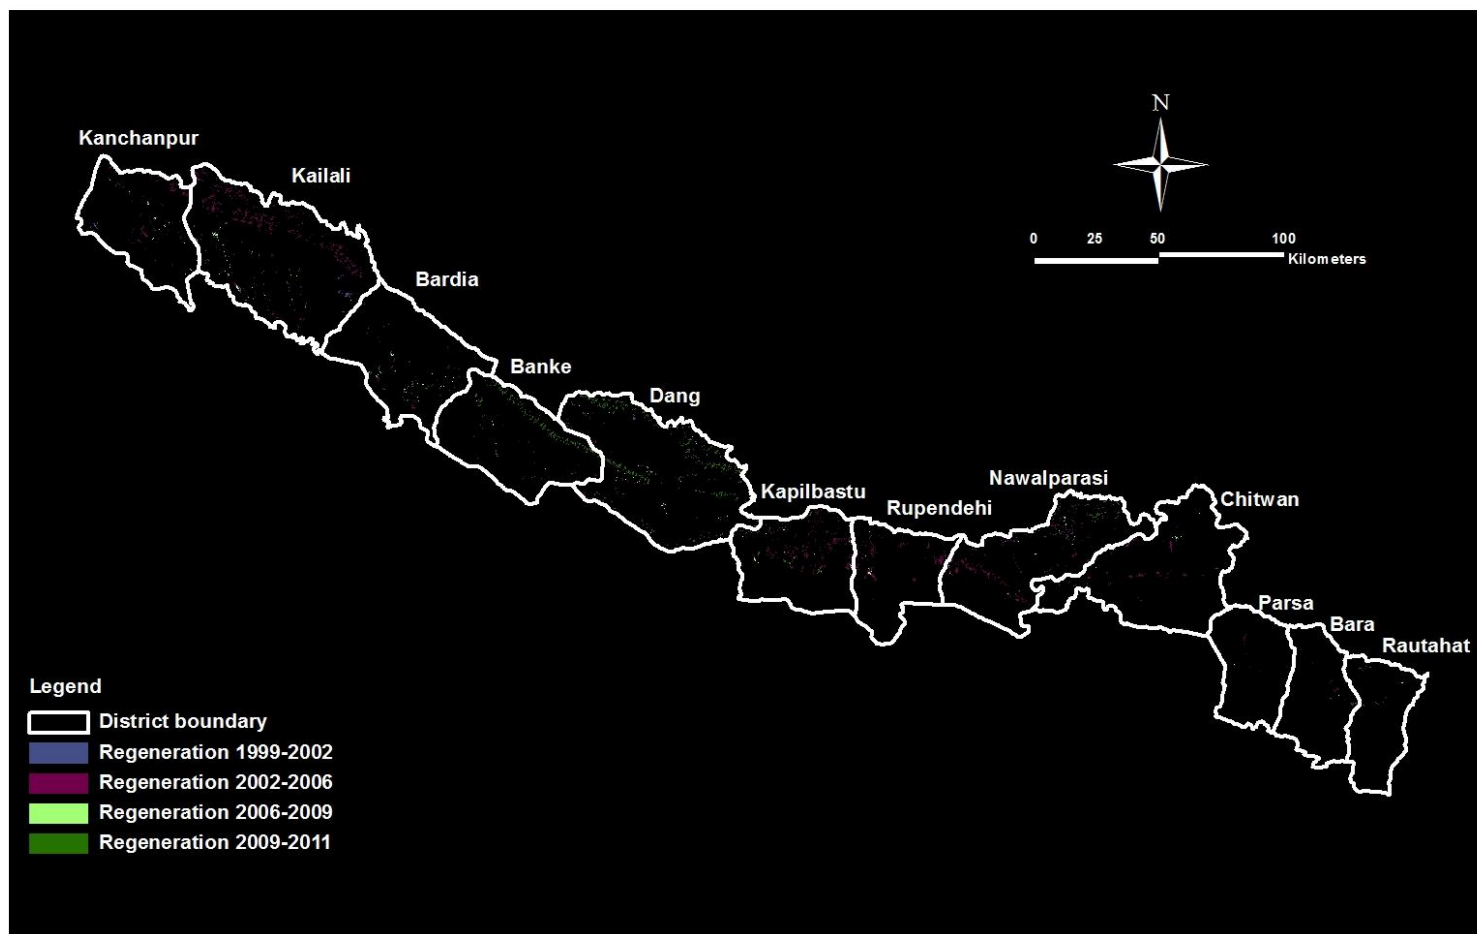 N
0 25 50 100
Kilometers
Kanchanpur
Kailali
Bardia
Banke
Dang
Kapilbastu
Rupendehi
Nawalparasi
Chitwan
Parsa
Bara
Rautahat
Legend
District boundary
Regeneration 1999-2002
Regeneration 2002-2006
Regeneration 2006-2009
Regeneration 2009-2011